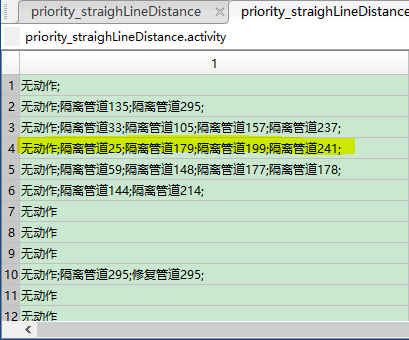 priority_straighLineDistance
priority_straighLineDistance
priority_straighLineDistance.activity
1
1 无动作;
2 无动作;隔离管道135;隔离管道295;
3 无动作;隔离管道33;隔离管道105;隔离管道157;隔离管道237;
4 无动作;隔离管道25;隔离管道179;隔离管道199;隔离管道241;
5 无动作;隔离管道59;隔离管道148;隔离管道177;隔离管道178;
6 无动作;隔离管道144;隔离管道214;
7 无动作
8 无动作
9 无动作
10 无动作;隔离管道295;修复管道295;
11 无动作
12 无动作